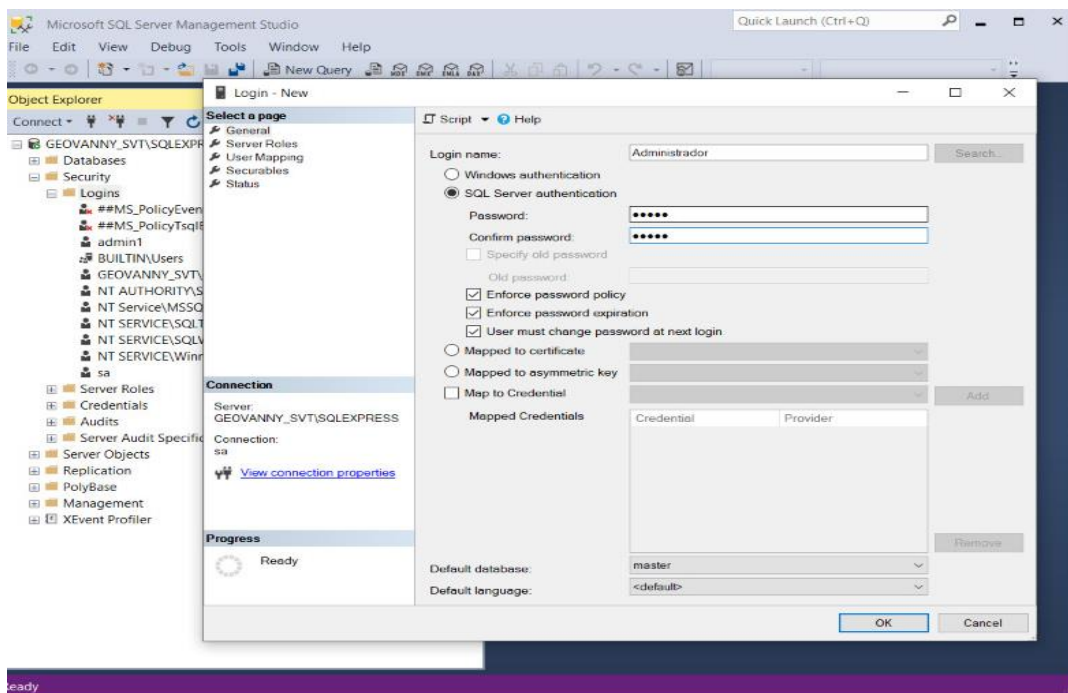 Microsoft SQL Server Management Studio
Quick Launch (Ctrl+Q)
File Edit View Debug Tools Window Help
New Query
Object Explorer
Connect
GEOVANNY_SVT\SQLEXPR
Databases
Security
Logins
##MS_PolicyEven
##MS_PolicyTsqlE
admin1
BUILTIN\Users
GEOVANNY_SVT\
NT AUTHORITY\S
NT Service\MSSQ
NT SERVICE\SQLT
NT SERVICE\SQLV
NT SERVICE\Winr
sa
Server Roles
Credentials
Audits
Server Audit Specific
Server Objects
Replication
PolyBase
Management
XEvent Profiler
Login - New
Select a page
General
Server Roles
User Mapping
Securables
Status
Connection
Server:
GEOVANNY_SVT\SQLEXPRESS
Connection:
sa
View connection properties
Progress
Ready
Script Help
Login name: Administrador Search...
Windows authentication
SQL Server authentication
Password: •••••
Confirm password: •••••
Specify old password
Old password:
Enforce password policy
Enforce password expiration
User must change password at next login
Mapped to certificate
Mapped to asymmetric key
Map to Credential Add
Mapped Credentials Credential Provider
Remove
Default database: master
Default language: <default>
OK Cancel